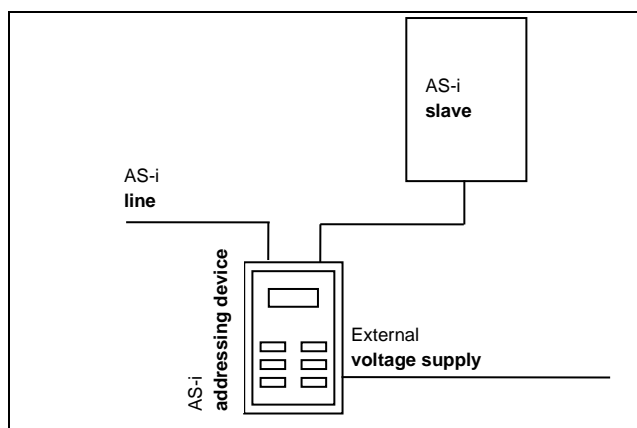 AS-i
slave
AS-i
line
AS-i
addressing device
External
voltage supply